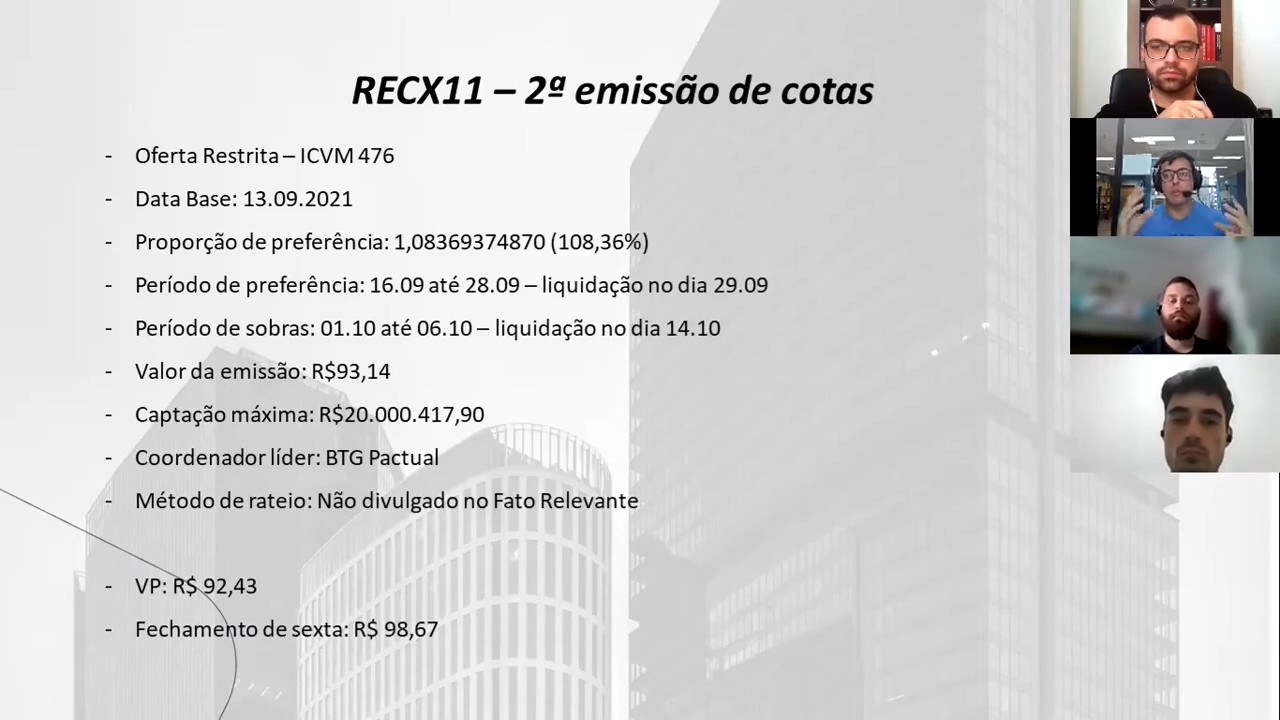 RECX11 – 2ª emissão de cotas
- Oferta Restrita – ICVM 476
- Data Base: 13.09.2021
- Proporção de preferência: 1,08369374870 (108,36%)
- Período de preferência: 16.09 até 28.09 – liquidação no dia 29.09
- Período de sobras: 01.10 até 06.10 – liquidação no dia 14.10
- Valor da emissão: R$93,14
- Captação máxima: R$20.000.417,90
- Coordenador líder: BTG Pactual
- Método de rateio: Não divulgado no Fato Relevante
- VP: R$ 92,43
- Fechamento de sexta: R$ 98,67